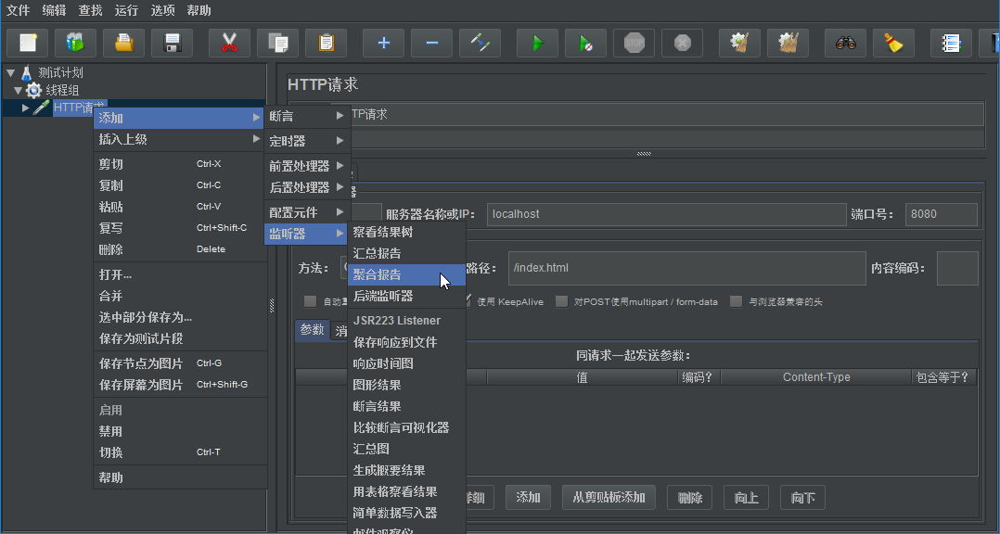 文件 编辑 查找 运行 选项 帮助
测试计划
线程组
HTTP请求
添加
插入上级
剪切 Ctrl-X
复制 Ctrl-C
粘贴 Ctrl-V
复写 Ctrl+Shift-C
删除 Delete
打开...
合并
选中部分保存为...
保存为测试片段
保存节点为图片 Ctrl-G
保存屏幕为图片 Ctrl+Shift-G
启用
禁用
切换 Ctrl-T
帮助
断言
定时器
前置处理器
后置处理器
配置元件
监听器
察看结果树
汇总报告
聚合报告
后端监听器
JSR223 Listener
保存响应到文件
响应时间图
图形结果
断言结果
比较断言可视化器
汇总图
生成概要结果
用表格察看结果
简单数据写入器
邮件观察仪
HTTP请求
TP请求
服务器名称或IP： localhost 端口号： 8080
方法： 路径： /index.html 内容编码：
自动 使用 KeepAlive 对POST使用multipart / form-data 与浏览器兼容的头
参数 消
同请求一起发送参数：
值 编码？ Content-Type 包含等于？
详细 添加 从剪贴板添加 删除 向上 向下
STOP